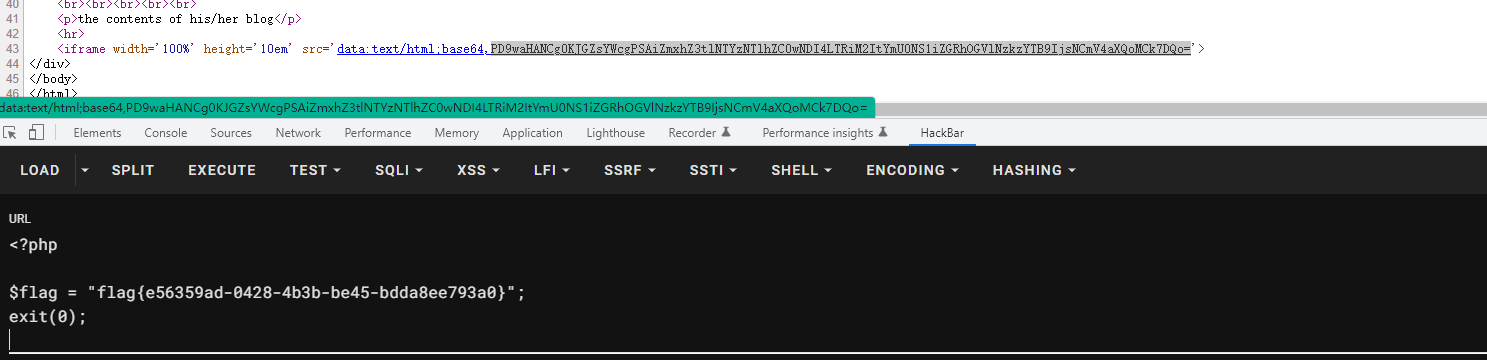 40 <br><br><br><br><br>
41 <p>the contents of his/her blog</p>
42 <hr>
43 <iframe width='100%' height='10em' src='data:text/html;base64,PD9waHANCg0KJGZsYWcgPSAiZmxhZ3tlNTYzNTlhZC0wNDI4LTRiM2ItYmU0NS1iZGRhOGVlNzkzYTB9IjsNCmV4aXQoMCk7DQo='>
44 </div>
45 </body>
46 </html>
data:text/html;base64,PD9waHANCg0KJGZsYWcgPSAiZmxhZ3tlNTYzNTlhZC0wNDI4LTRiM2ItYmU0NS1iZGRhOGVlNzkzYTB9IjsNCmV4aXQoMCk7DQo=
Elements Console Sources Network Performance Memory Application Lighthouse Recorder Performance insights HackBar
LOAD SPLIT EXECUTE TEST SQLI XSS LFI SSRF SSTI SHELL ENCODING HASHING
URL
<?php
$flag = "flag{e56359ad-0428-4b3b-be45-bdda8ee793a0}";
exit(0);